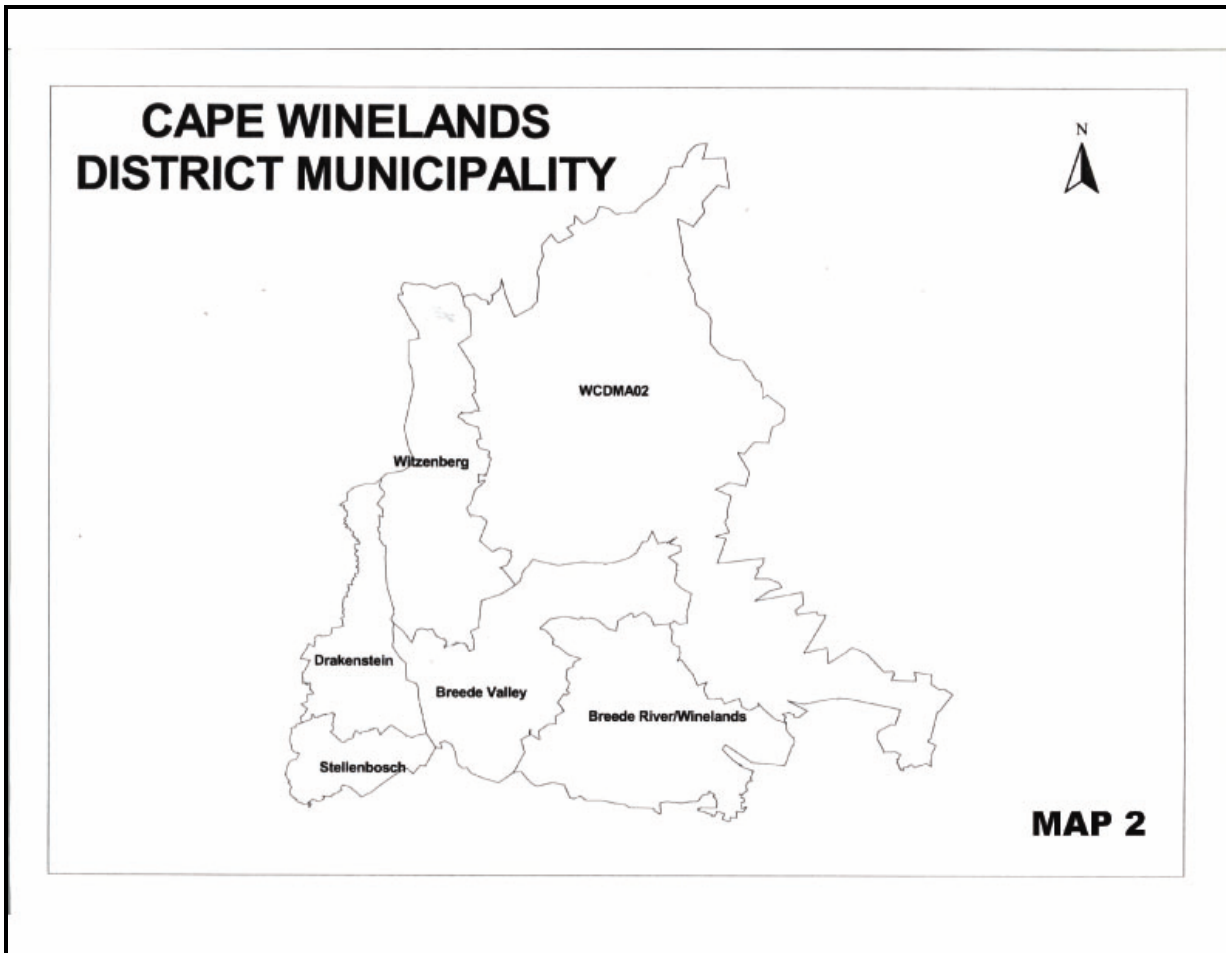 CAPE WINELANDS
DISTRICT MUNICIPALITY
N
WCDMA02
Witzenberg
Drakenstein
Breede Valley
Breede River/Winelands
Stellenbosch
MAP 2